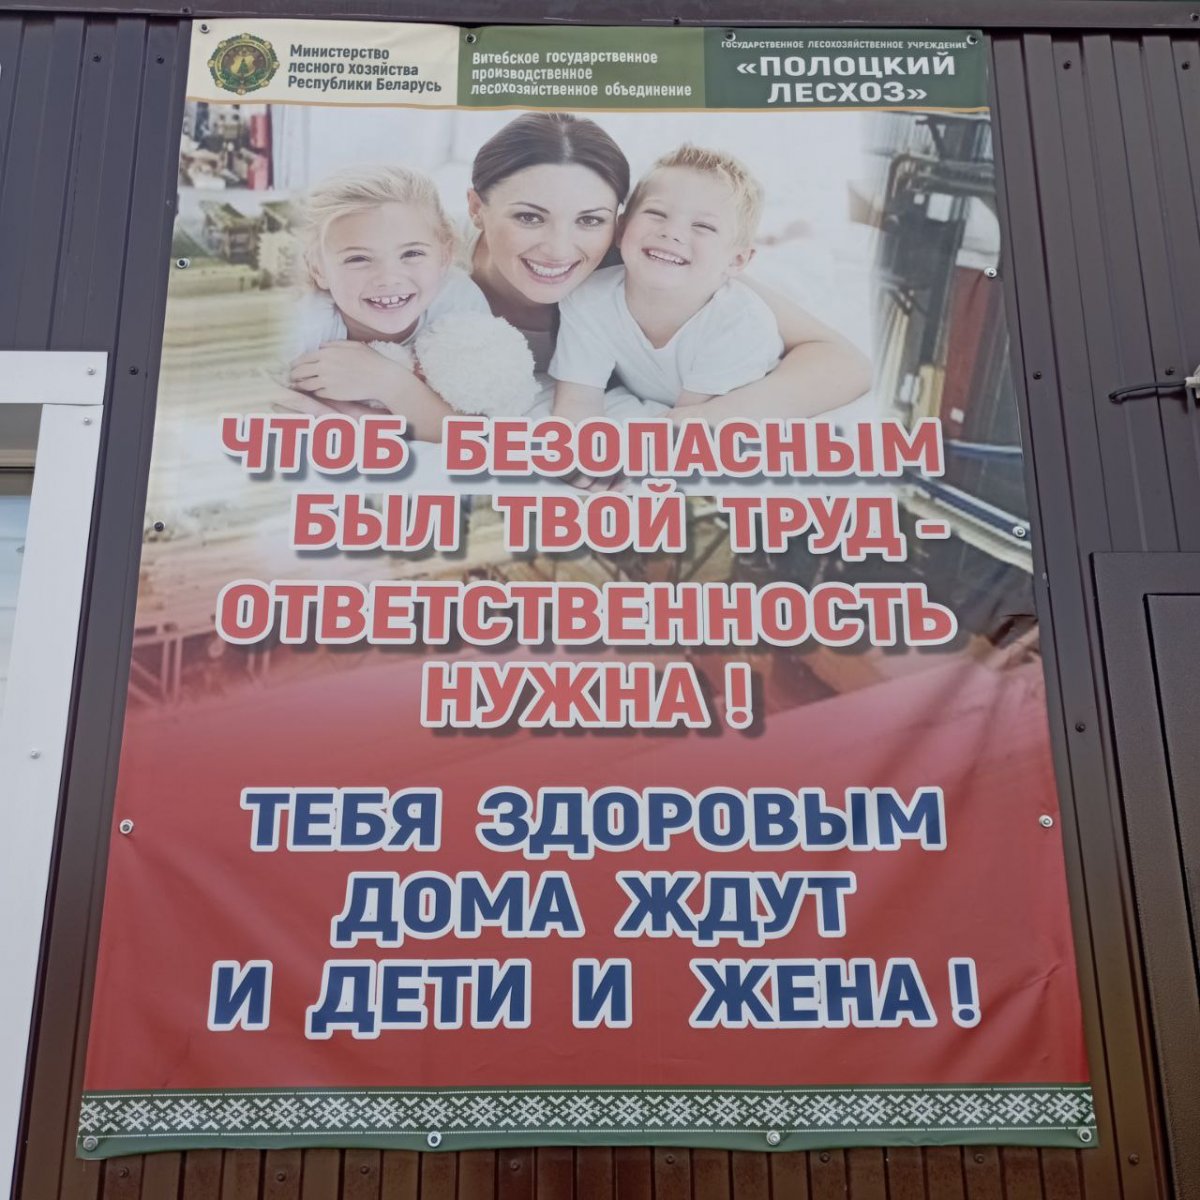 Министерство
лесного хозяйства
Республики Беларусь
Витебское государственное
производственное
лесохозяйственное объединение
ГОСУДАРСТВЕННОЕ ЛЕСОХОЗЯЙСТВЕННОЕ УЧРЕЖДЕНИЕ
«ПОЛОЦКИЙ
ЛЕСХОЗ»
ЧТОБ БЕЗОПАСНЫМ
БЫЛ ТВОЙ ТРУД -
ОТВЕТСТВЕННОСТЬ
НУЖНА !
ТЕБЯ ЗДОРОВЫМ
ДОМА ЖДУТ
И ДЕТИ И ЖЕНА !